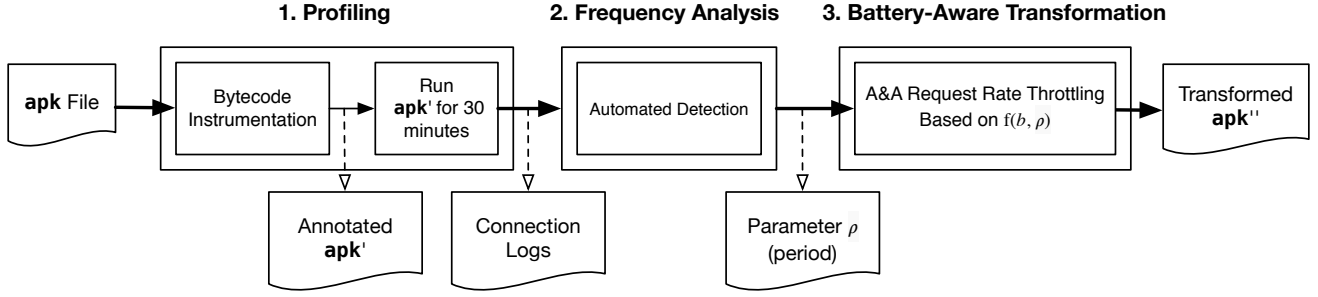 1. Profiling
2. Frequency Analysis
3. Battery-Aware Transformation
apk File
Bytecode
Instrumentation
Run
apk' for 30
minutes
Automated Detection
A&A Request Rate Throttling
Based on f(b, ρ)
Transformed
apk''
Annotated
apk'
Connection
Logs
Parameter ρ
(period)